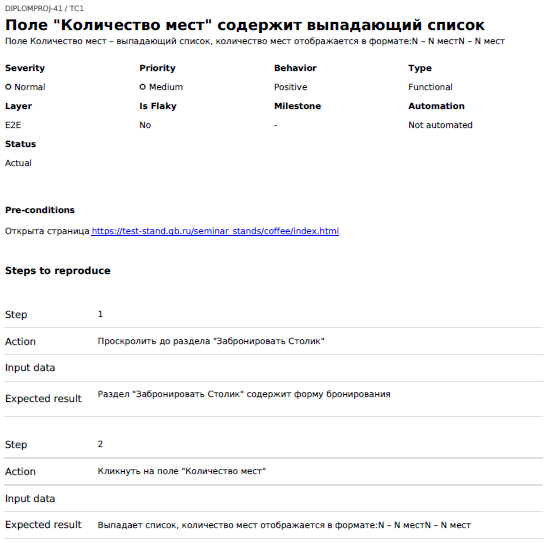 DIPLOMPROJ-41 / TC1
Поле "Количество мест" содержит выпадающий список
Поле Количество мест – выпадающий список, количество мест отображается в формате:N – N местN – N мест
Severity Priority Behavior Type
Normal Medium Positive Functional
Layer Is Flaky Milestone Automation
E2E No - Not automated
Status
Actual
Pre-conditions
Открыта страница https://test-stand.gb.ru/seminar_stands/coffee/index.html
Steps to reproduce
Step 1
Action Проскролить до раздела "Забронировать Столик"
Input data
Expected result Раздел "Забронировать Столик" содержит форму бронирования
Step 2
Action Кликнуть на поле "Количество мест"
Input data
Expected result Выпадает список, количество мест отображается в формате:N – N местN – N мест